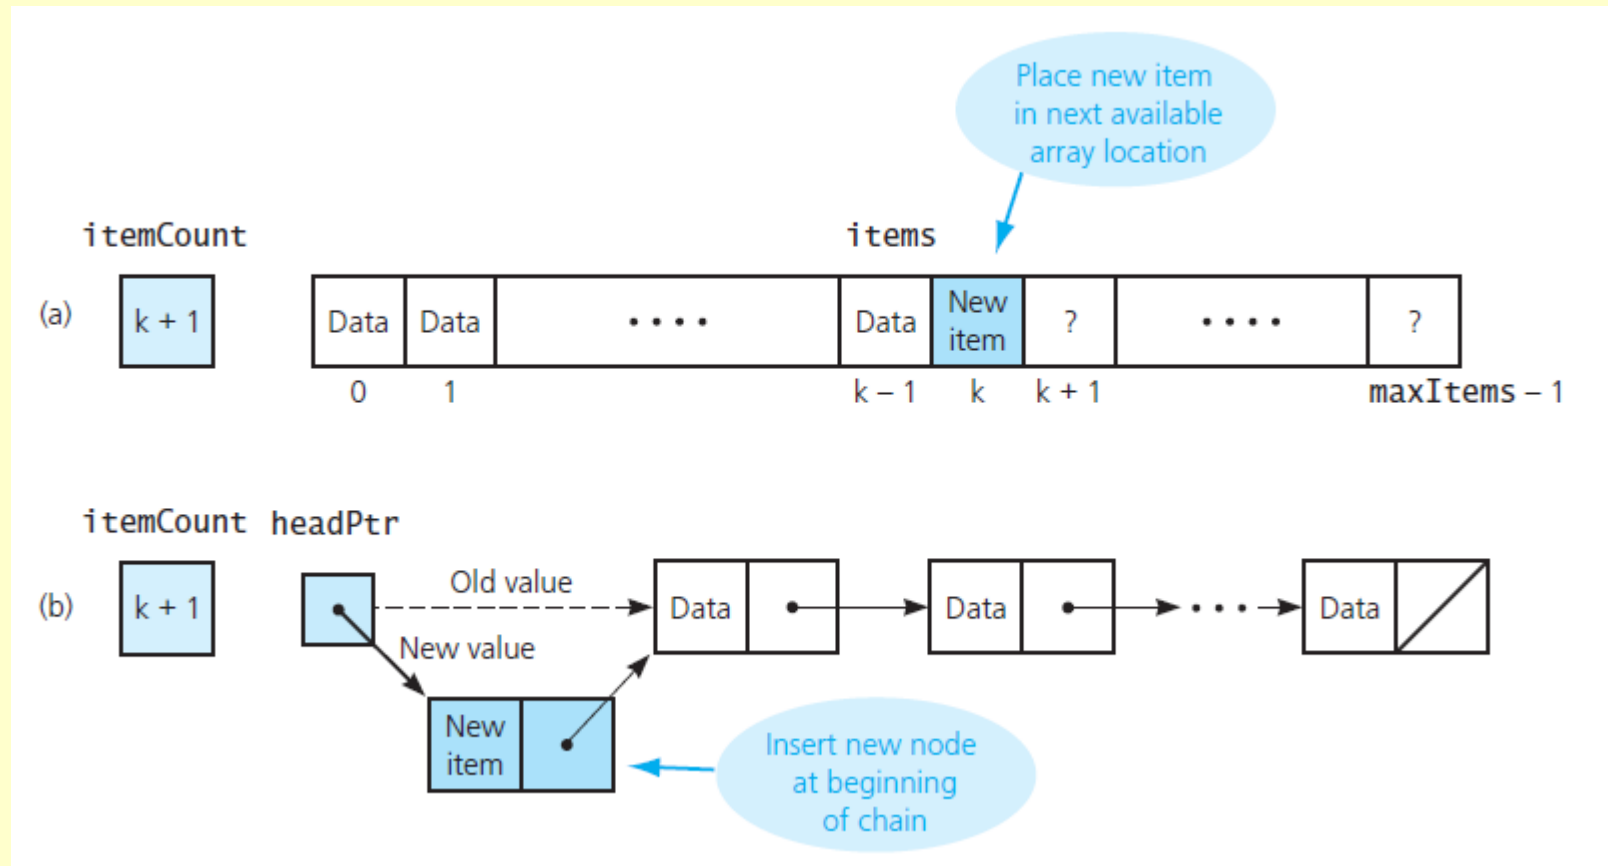 Place new item
in next available
array location
itemCount
items
(a)
k + 1
Data
Data
• • • •
Data
New
item
?
• • • •
?
0
1
k – 1
k
k + 1
maxItems – 1
itemCount
headPtr
(b)
k + 1
Old value
New value
Data
Data
• • •
Data
New
item
Insert new node
at beginning
of chain